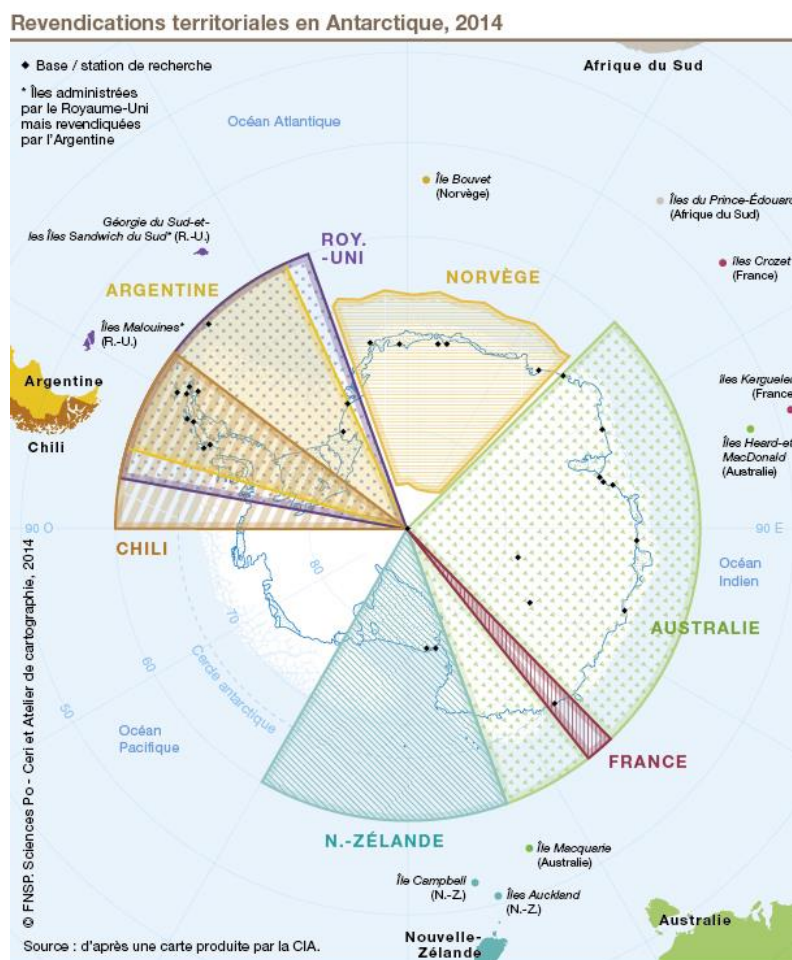 Revendications territoriales en Antarctique, 2014
Base / station de recherche
* Îles administrées
par le Royaume-Uni
mais revendiquées
par l'Argentine
Afrique du Sud
Océan Atlantique
Île Bouvet
(Norvège)
Îles du Prince-Édouard
(Afrique du Sud)
Géorgie du Sud-et-
les Îles Sandwich du Sud* (R.-U.)
ROY.
-UNI
NORVÈGE
îles Crozet
(France)
ARGENTINE
Îles Malouines*
(R.-U.)
Argentine
Chili
îles Kerguelen
(France
Îles Heard-et-
MacDonald
(Australie)
90 O
90 E
CHILI
80
70
60
50
Cercle antarctique
Océan
Indien
AUSTRALIE
Océan
Pacifique
FRANCE
N.-ZÉLANDE
Île Macquarie
(Australie)
Île Campbell
(N.-Z.)
Îles Auckland
(N.-Z.)
Australie
Nouvelle-
Zélande
© FNSP. Sciences Po - Ceri et Atelier de cartographie, 2014
Source : d'après une carte produite par la CIA.